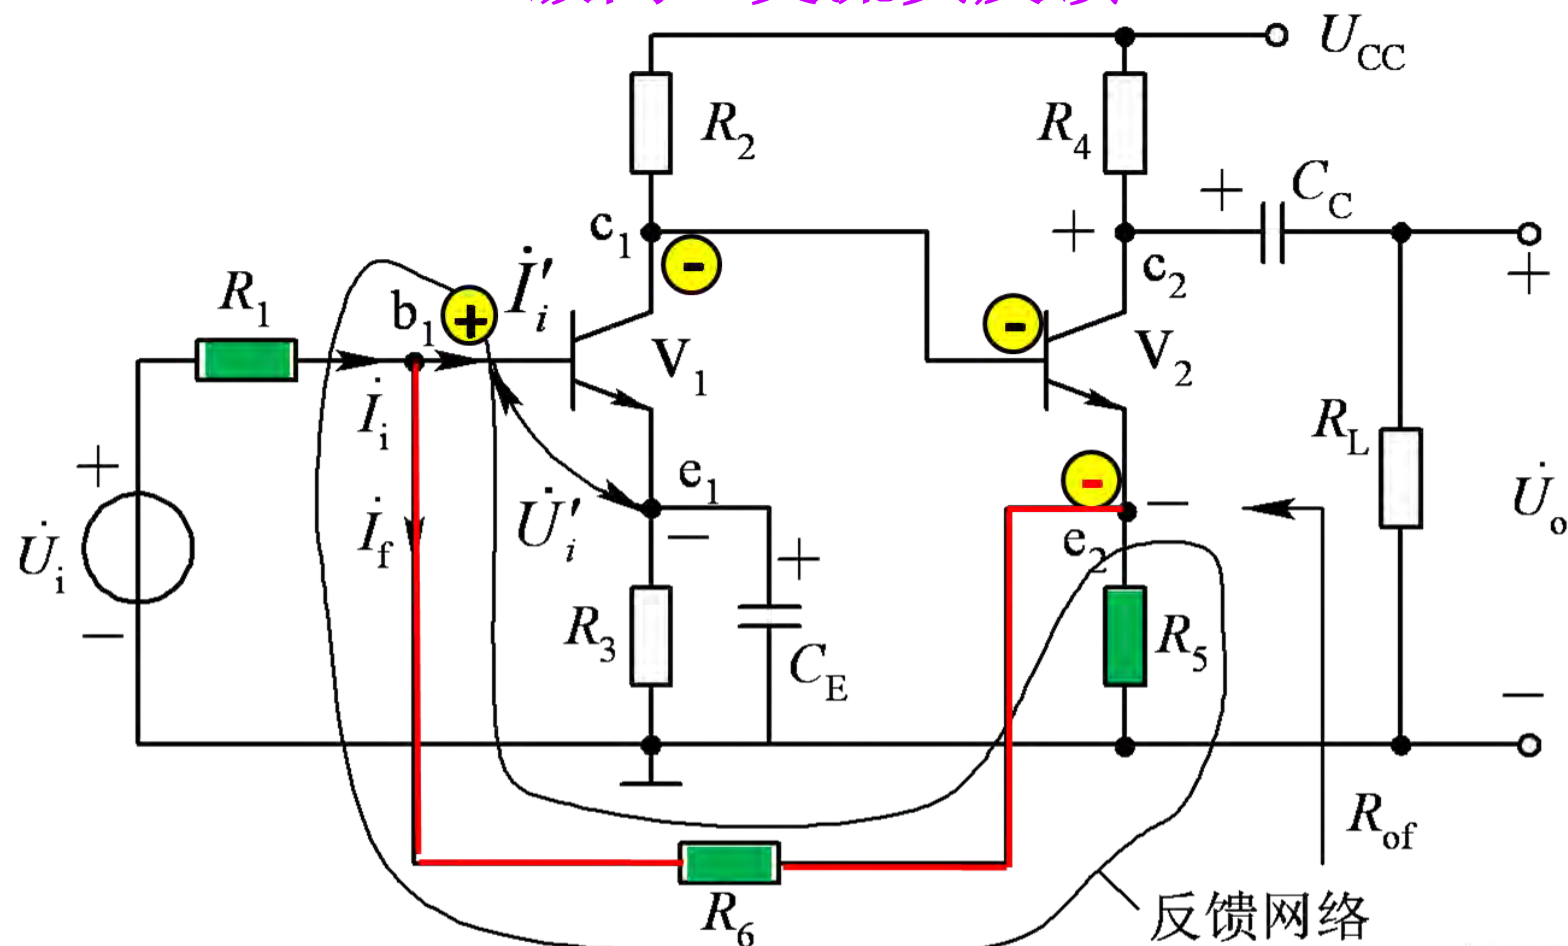 U_CC
R_2
R_4
+
C_C
c_1
-
+
c_2
+
R_1
b_1
+
İ′_i
-
V_1
V_2
İ_i
R_L
+
e_1
-
U̇_i
İ_f
U̇′_i
−
e_2
−
U̇_o
+
−
R_3
C_E
R_5
−
R_of
R_6
反馈网络